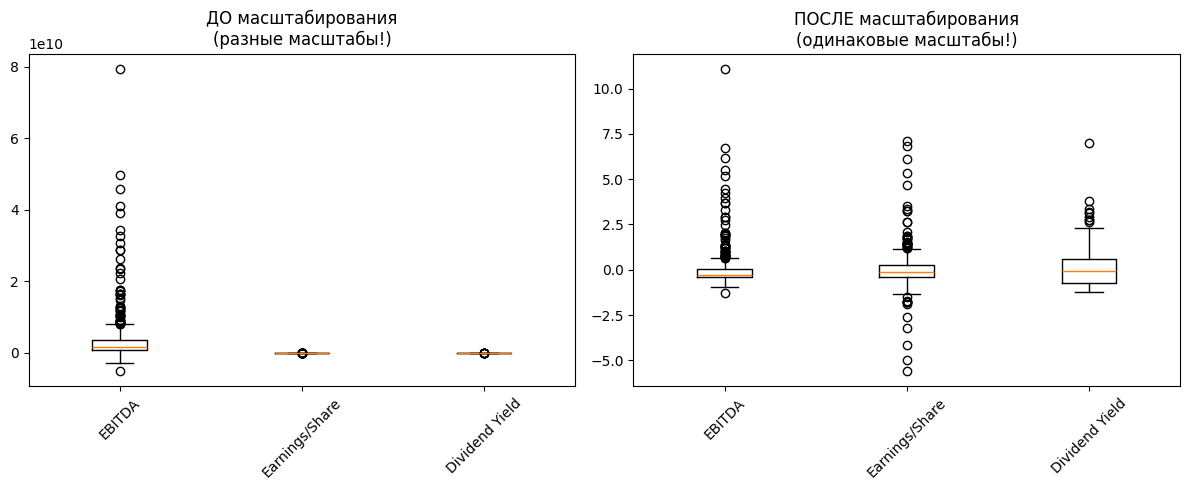 ДО масштабирования
(разные масштабы!)
1e10
8
6
4
2
0
EBITDA
Earnings/Share
Dividend Yield
ПОСЛЕ масштабирования
(одинаковые масштабы!)
10.0
7.5
5.0
2.5
0.0
−2.5
−5.0
EBITDA
Earnings/Share
Dividend Yield